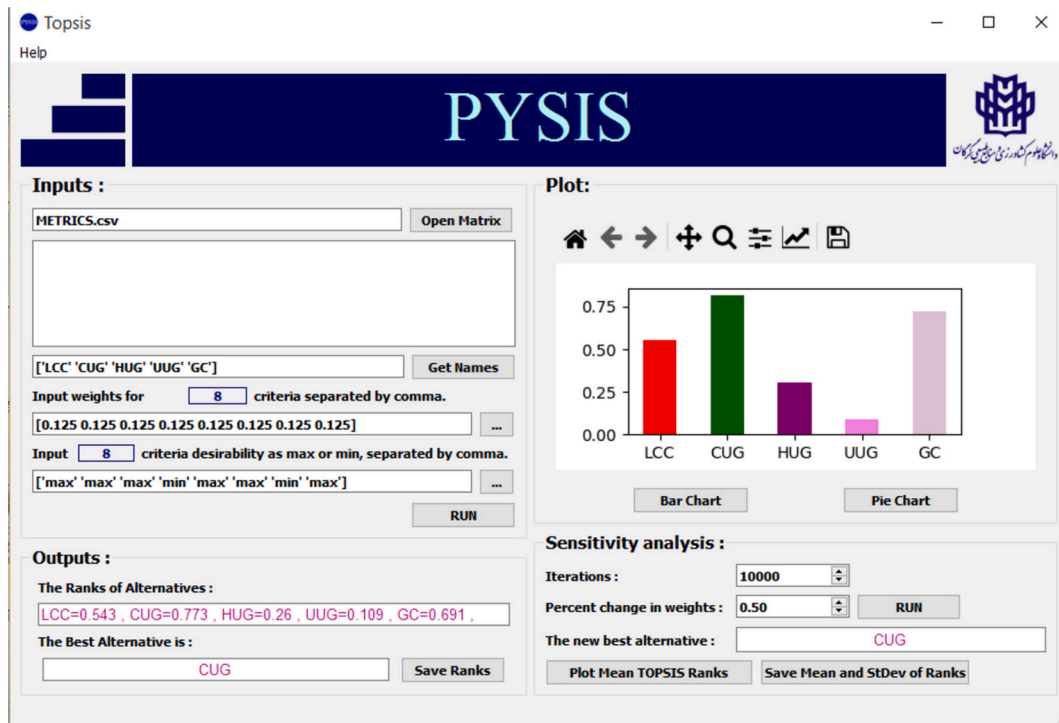 Topsis
Help
PYSIS
دانشگاه علوم کشاورزی و منابع طبیعی گرگان
Inputs :
METRICS.csv
Open Matrix
['LCC' 'CUG' 'HUG' 'UUG' 'GC']
Get Names
Input weights for 8 criteria separated by comma.
[0.125 0.125 0.125 0.125 0.125 0.125 0.125 0.125]
...
Input 8 criteria desirability as max or min, separated by comma.
['max' 'max' 'max' 'min' 'max' 'max' 'min' 'max']
...
RUN
Outputs :
The Ranks of Alternatives :
LCC=0.543 , CUG=0.773 , HUG=0.26 , UUG=0.109 , GC=0.691 ,
The Best Alternative is :
CUG
Save Ranks
Plot:
0.75
0.50
0.25
0.00
LCC CUG HUG UUG GC
Bar Chart
Pie Chart
Sensitivity analysis :
Iterations :
10000
Percent change in weights :
0.50
RUN
The new best alternative :
CUG
Plot Mean TOPSIS Ranks
Save Mean and StDev of Ranks